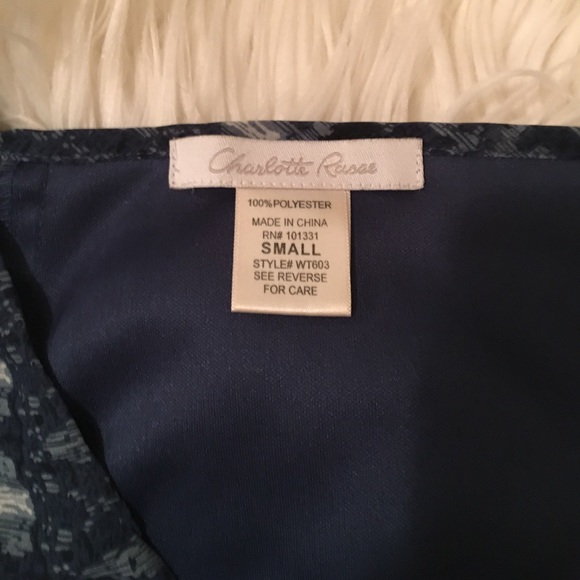 Charlotte Russe
100%POLYESTER
MADE IN CHINA
RN# 101331
SMALL
STYLE# WT603
SEE REVERSE
FOR CARE